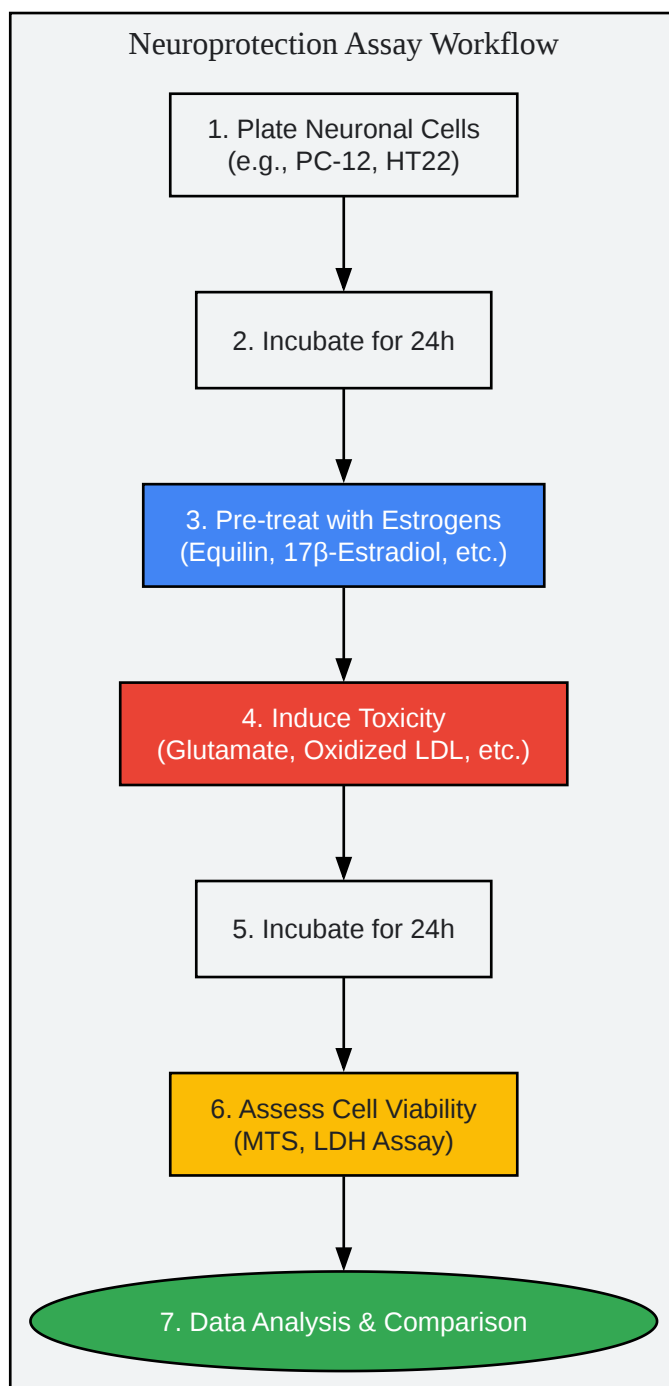 Neuroprotection Assay Workflow
1. Plate Neuronal Cells
(e.g., PC-12, HT22)
2. Incubate for 24h
3. Pre-treat with Estrogens
(Equilin, 17β-Estradiol, etc.)
4. Induce Toxicity
(Glutamate, Oxidized LDL, etc.)
5. Incubate for 24h
6. Assess Cell Viability
(MTS, LDH Assay)
7. Data Analysis & Comparison